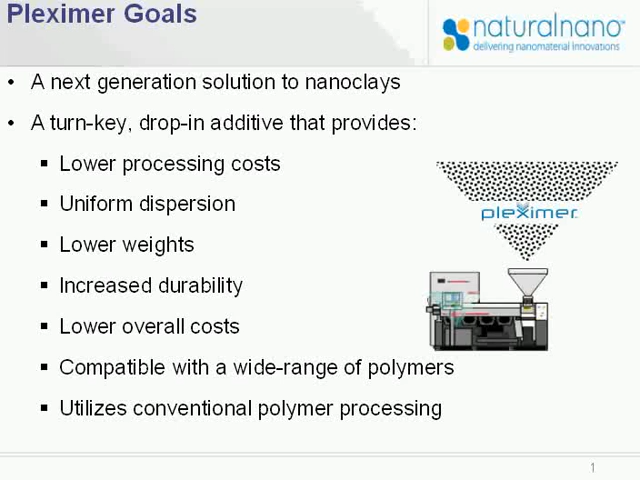 Pleximer Goals
naturalnano™
delivering nanomaterial innovations
• A next generation solution to nanoclays
• A turn-key, drop-in additive that provides:
▪ Lower processing costs
▪ Uniform dispersion
▪ Lower weights
▪ Increased durability
▪ Lower overall costs
▪ Compatible with a wide-range of polymers
▪ Utilizes conventional polymer processing
pleximer
1